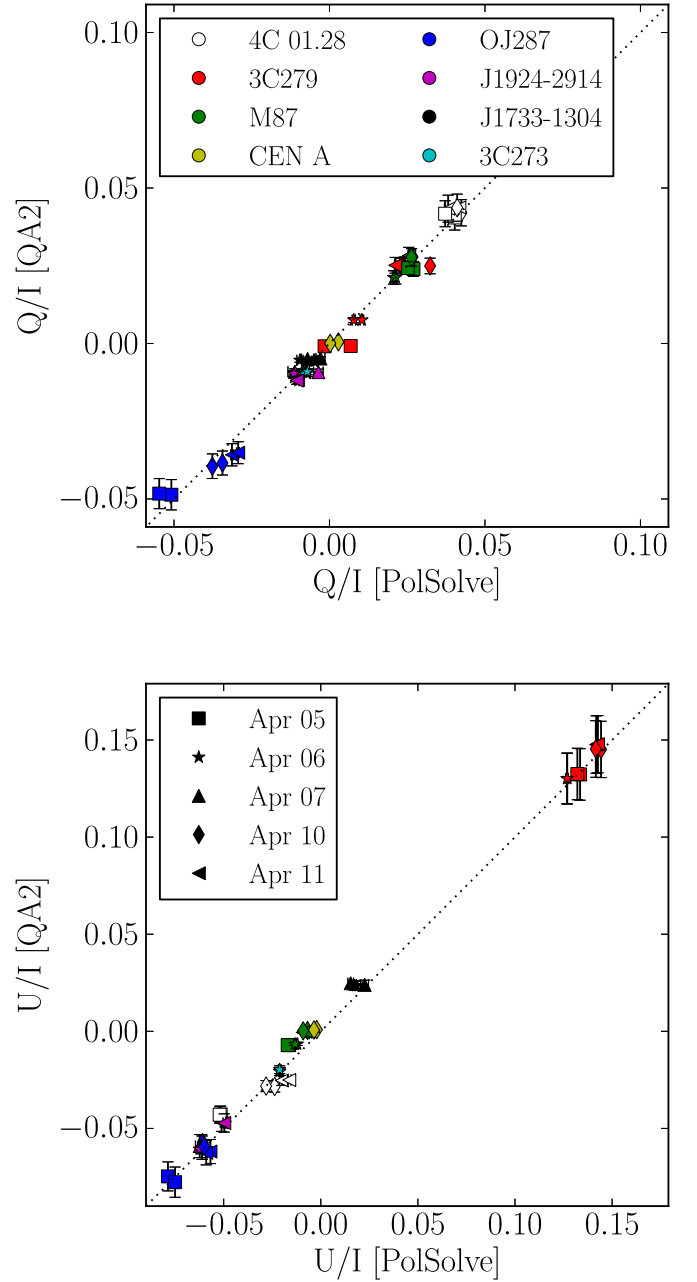 0.10
4C 01.28 OJ287
3C279 J1924-2914
M87 J1733-1304
CEN A 3C273
0.05
0.00
−0.05
Q/I [QA2]
−0.05 0.00 0.05 0.10
Q/I [PolSolve]
Apr 05
0.15
Apr 06
Apr 07
0.10
Apr 10
Apr 11
0.05
0.00
−0.05
U/I [QA2]
−0.05 0.00 0.05 0.10 0.15
U/I [PolSolve]